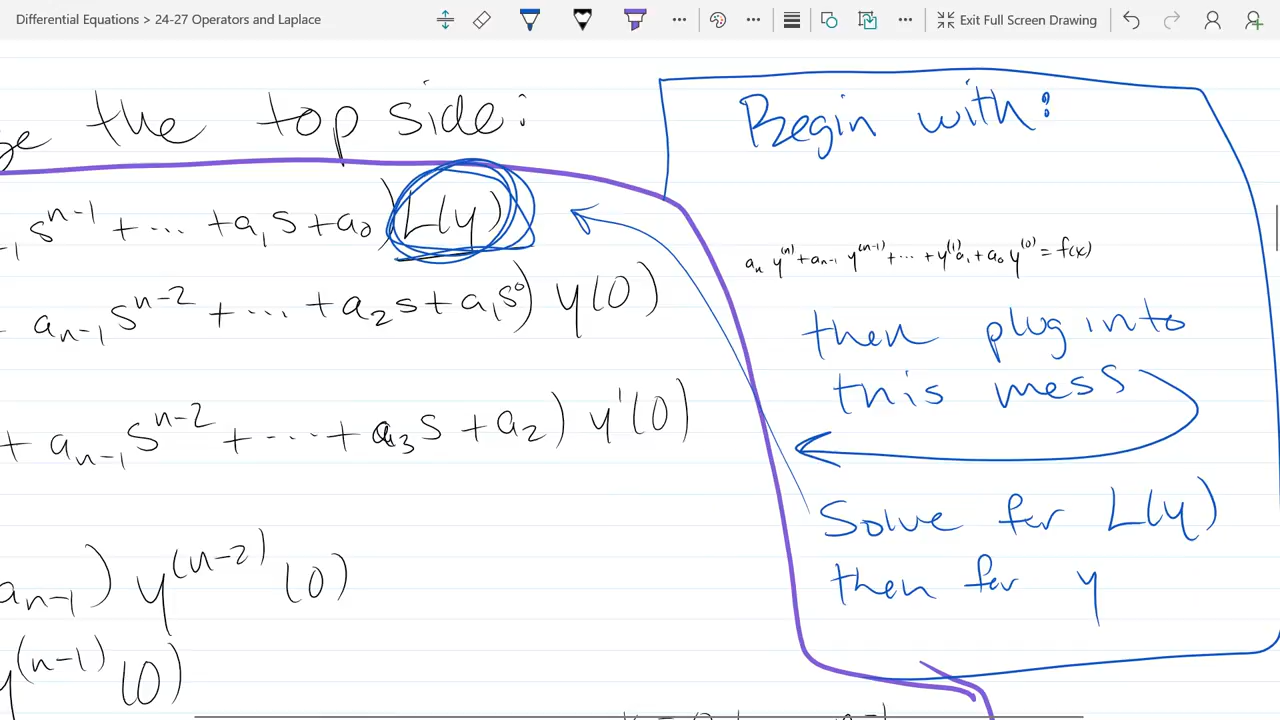 Differential Equations > 24-27 Operators and Laplace
Exit Full Screen Drawing
the top side:
s^{n-1} + ... + a_1 s + a_0) L(y)
a_{n-1} s^{n-2} + ... + a_2 s + a_1 s^0) y(0)
+ a_{n-1} s^{n-2} + ... + a_3 s + a_2) y'(0)
a_{n-1}) y^{(n-2)} (0)
y^{(n-1)} (0)
Begin with:
a_n y^{(n)} + a_{n-1} y^{(n-1)} + ... + y^{(1)} a_1 + a_0 y^{(0)} = f(x)
then plug into
this mess
Solve for L(y)
then for y